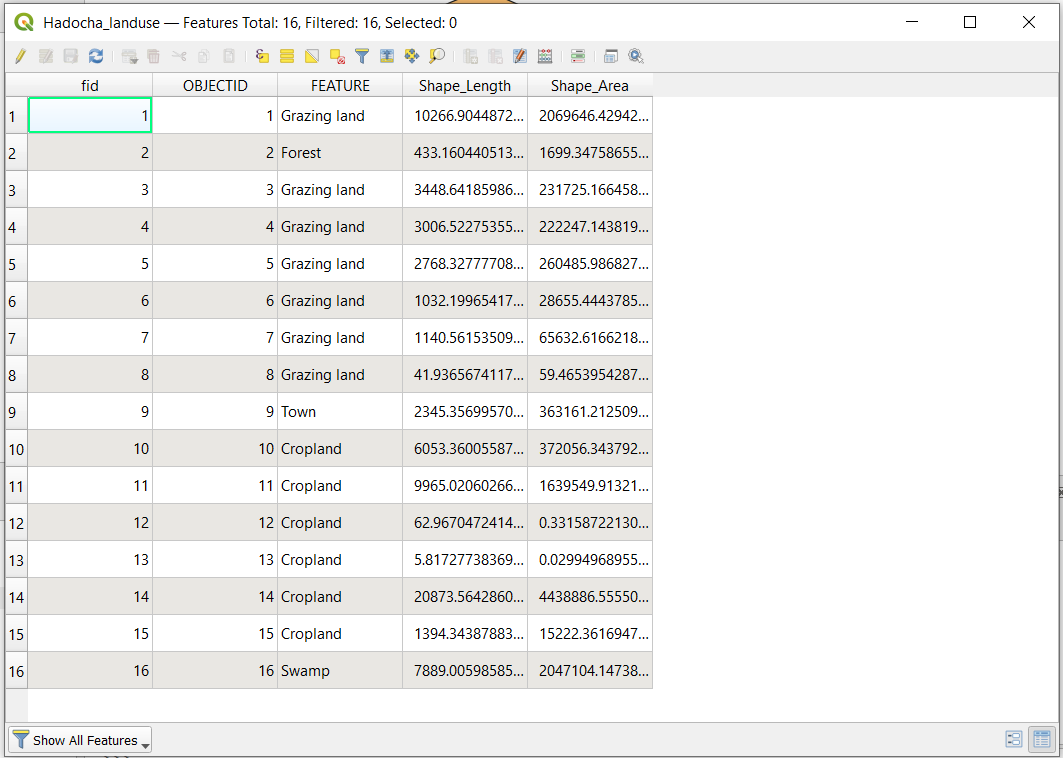 Hadocha_landuse — Features Total: 16, Filtered: 16, Selected: 0
fid OBJECTID FEATURE Shape_Length Shape_Area
1 1 1 Grazing land 10266.9044872... 2069646.42942...
2 2 2 Forest 433.160440513... 1699.34758655...
3 3 3 Grazing land 3448.64185986... 231725.166458...
4 4 4 Grazing land 3006.52275355... 222247.143819...
5 5 5 Grazing land 2768.32777708... 260485.986827...
6 6 6 Grazing land 1032.19965417... 28655.4443785...
7 7 7 Grazing land 1140.56153509... 65632.6166218...
8 8 8 Grazing land 41.9365674117... 59.4653954287...
9 9 9 Town 2345.35699570... 363161.212509...
10 10 10 Cropland 6053.36005587... 372056.343792...
11 11 11 Cropland 9965.02060266... 1639549.91321...
12 12 12 Cropland 62.9670472414... 0.33158722130...
13 13 13 Cropland 5.81727738369... 0.02994968955...
14 14 14 Cropland 20873.5642860... 4438886.55550...
15 15 15 Cropland 1394.34387883... 15222.3616947...
16 16 16 Swamp 7889.00598585... 2047104.14738...
Show All Features